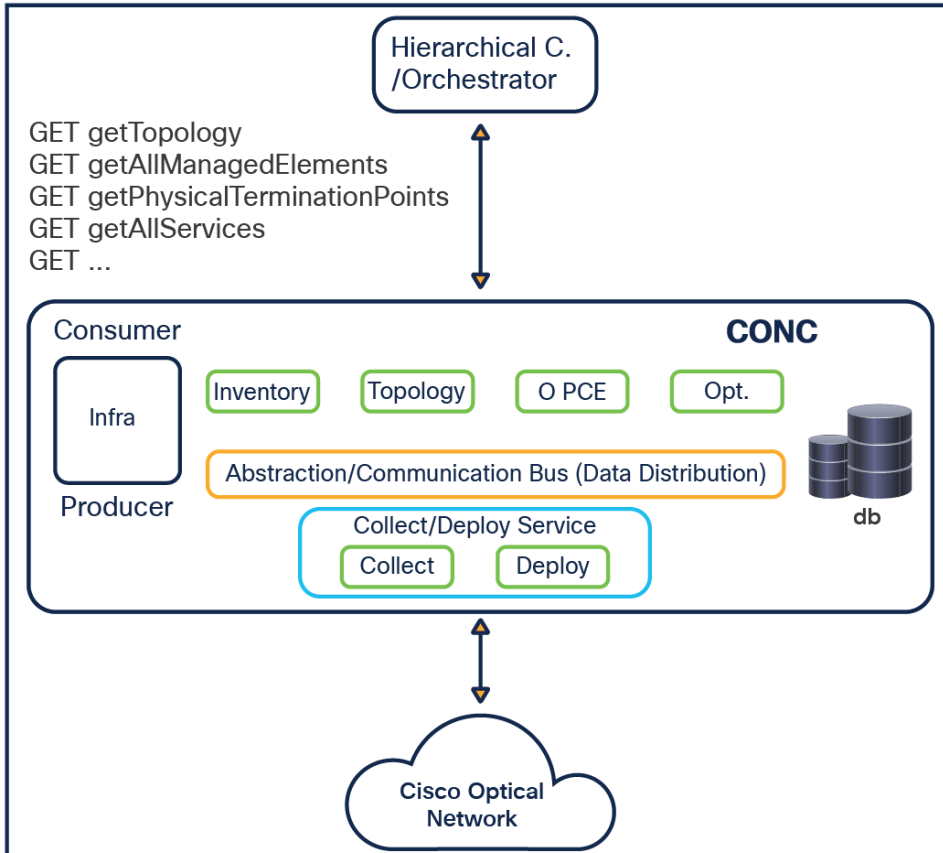 Hierarchical C.
/Orchestrator
GET getTopology
GET getAllManagedElements
GET getPhysicalTerminationPoints
GET getAllServices
GET ...
Consumer
CONC
Infra
Inventory
Topology
O PCE
Opt.
Abstraction/Communication Bus (Data Distribution)
Producer
db
Collect/Deploy Service
Collect
Deploy
Cisco Optical
Network